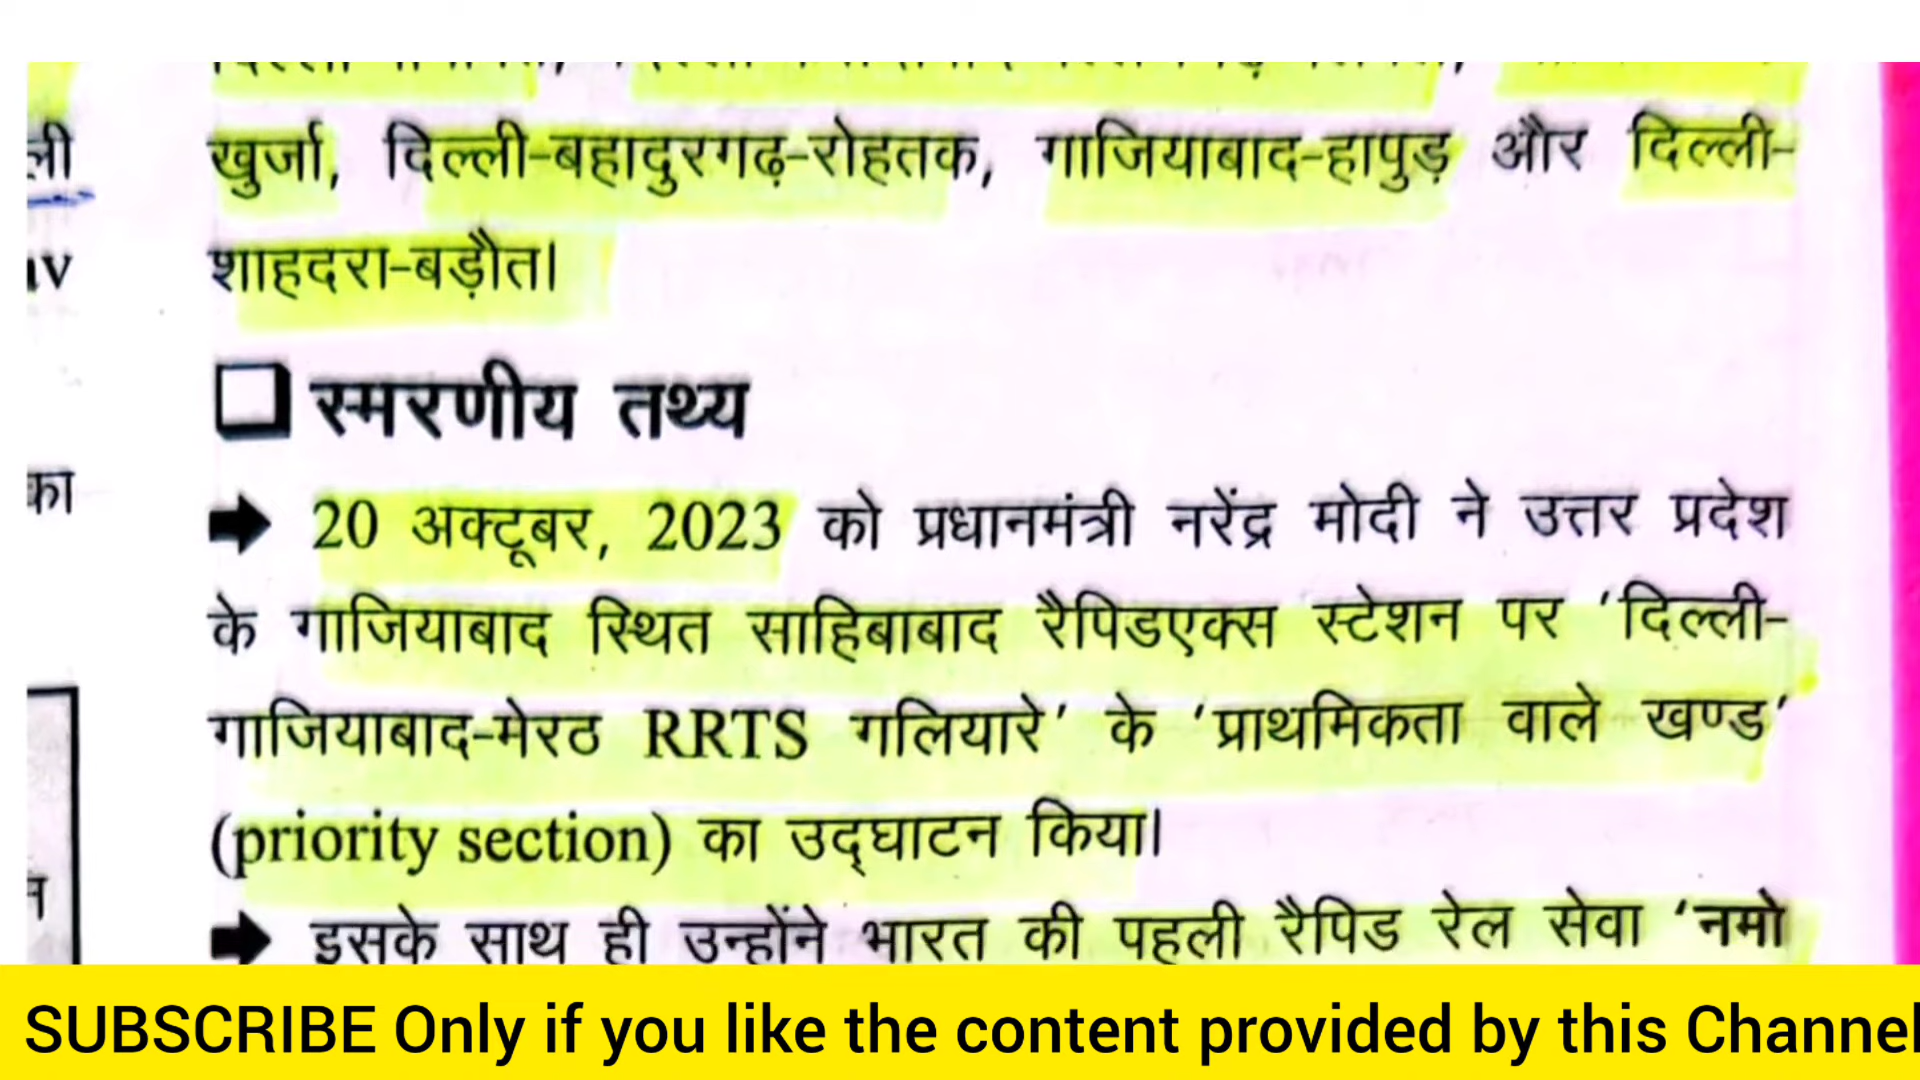 ली
खुर्जा, दिल्ली-बहादुरगढ़-रोहतक, गाजियाबाद-हापुड़ और दिल्ली-
शाहदरा-बड़ौत।
स्मरणीय तथ्य
का
20 अक्टूबर, 2023 को प्रधानमंत्री नरेंद्र मोदी ने उत्तर प्रदेश
के गाजियाबाद स्थित साहिबाबाद रैपिडएक्स स्टेशन पर ‘दिल्ली-
गाजियाबाद-मेरठ RRTS गलियारे’ के ‘प्राथमिकता वाले खण्ड’
(priority section) का उद्घाटन किया।
इसके साथ ही उन्होंने भारत की पहली रैपिड रेल सेवा ‘नमो
SUBSCRIBE Only if you like the content provided by this Channel